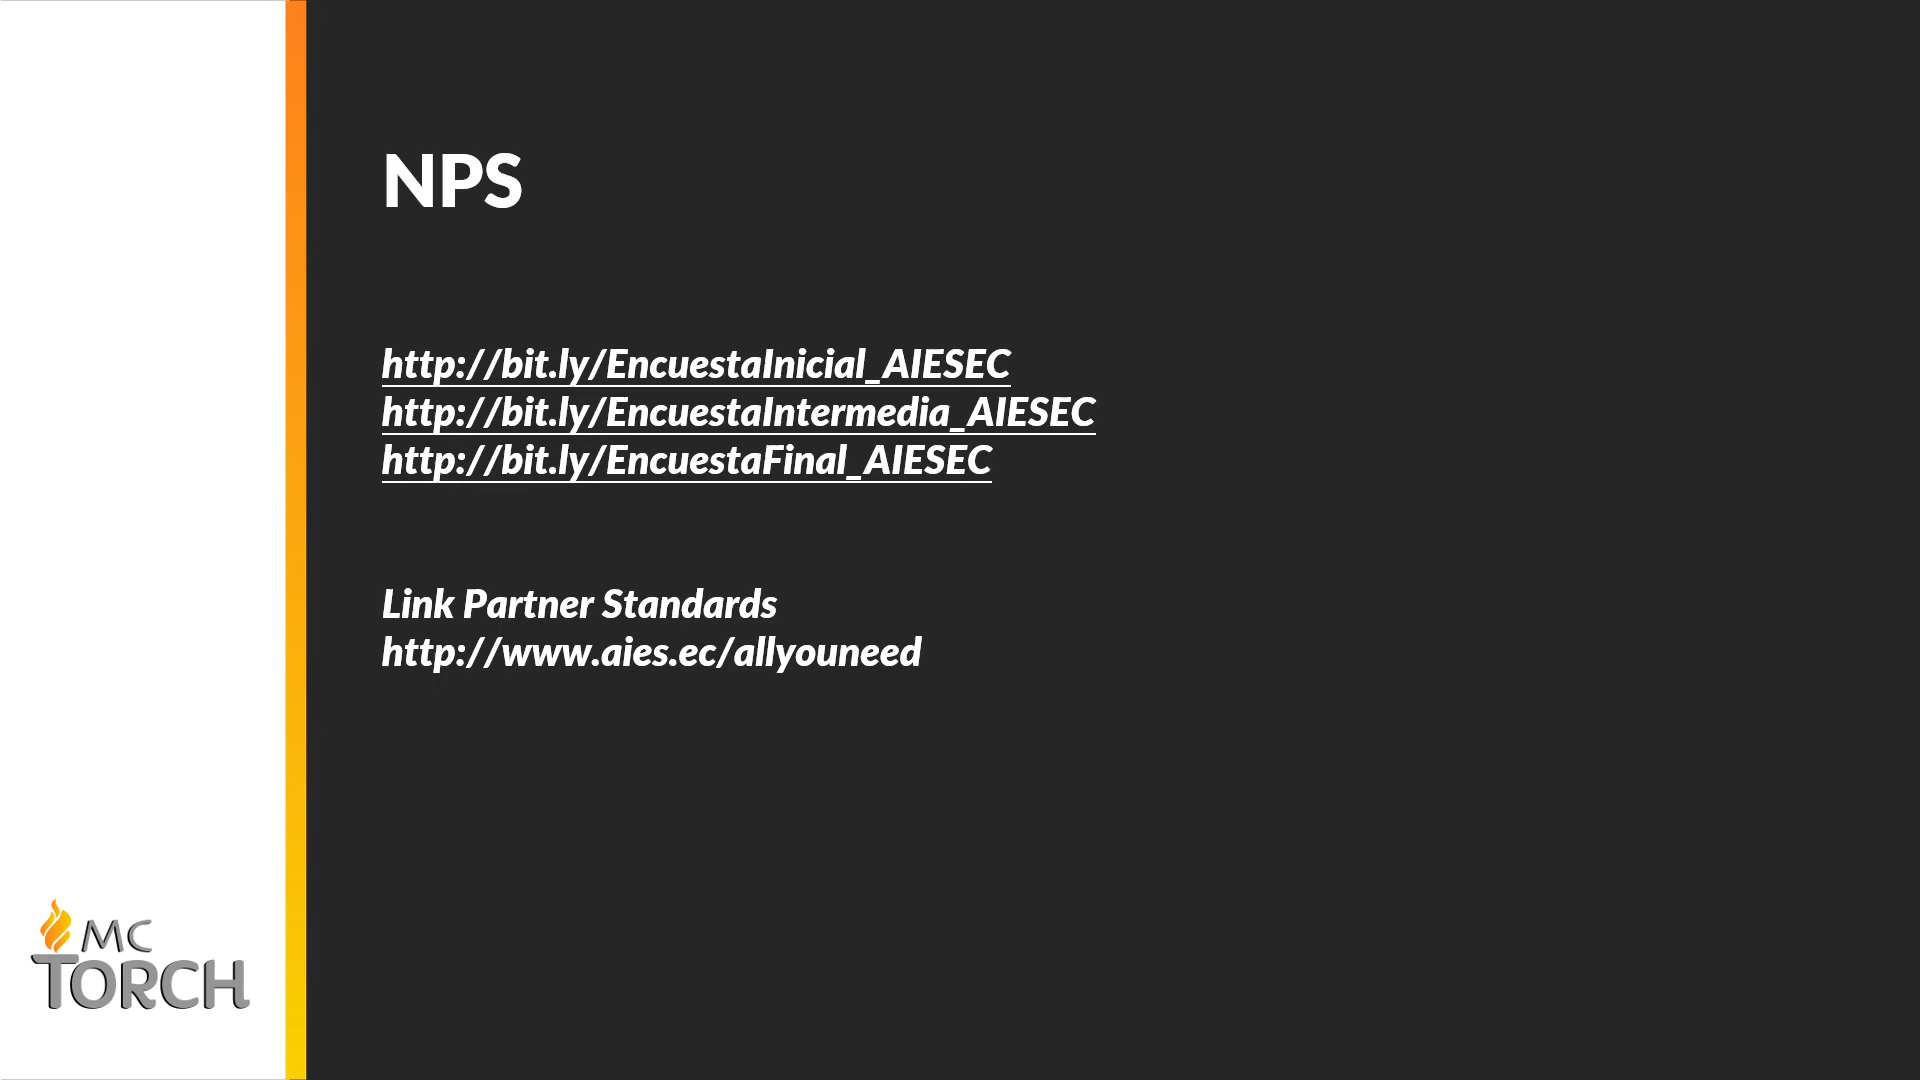 NPS
http://bit.ly/EncuestaInicial_AIESEC
http://bit.ly/EncuestaIntermedia_AIESEC
http://bit.ly/EncuestaFinal_AIESEC
Link Partner Standards
http://www.aies.ec/allyouneed
MC
TORCH